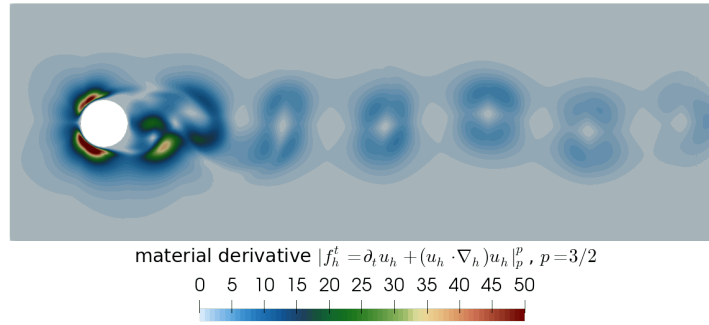 material derivative |f_h^t = ∂_t u_h + (u_h · ∇_h)u_h|_p^p , p = 3/2
0 5 10 15 20 25 30 35 40 45 50